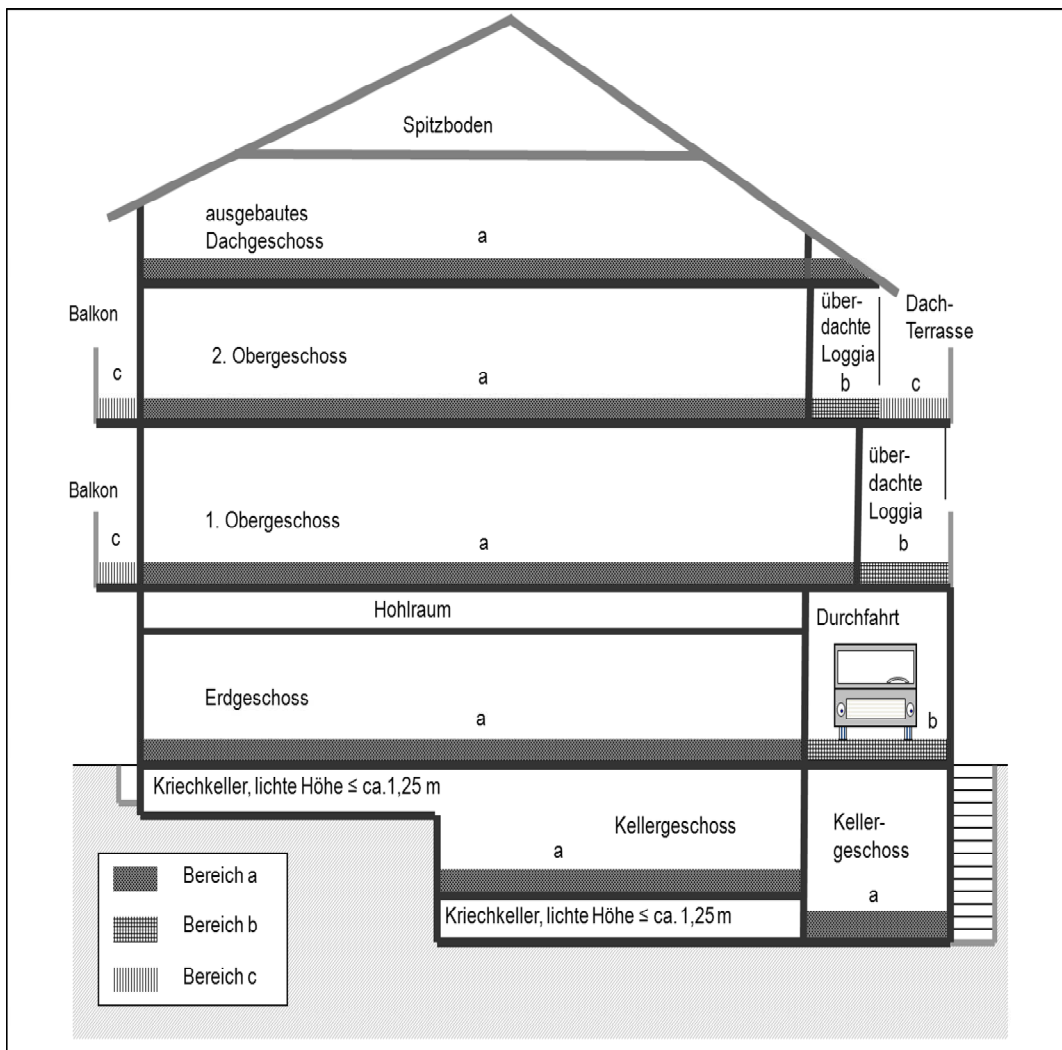 Spitzboden
ausgebautes
Dachgeschoss
a
Balkon
c
2. Obergeschoss
a
über-
dachte
Loggia
b
Dach-
Terrasse
c
Balkon
c
1. Obergeschoss
a
über-
dachte
Loggia
b
Hohlraum
Durchfahrt
Erdgeschoss
a
b
Kriechkeller, lichte Höhe ≤ ca.1,25 m
Kellergeschoss
a
Keller-
geschoss
a
Kriechkeller, lichte Höhe ≤ ca. 1,25 m
Bereich a
Bereich b
Bereich c